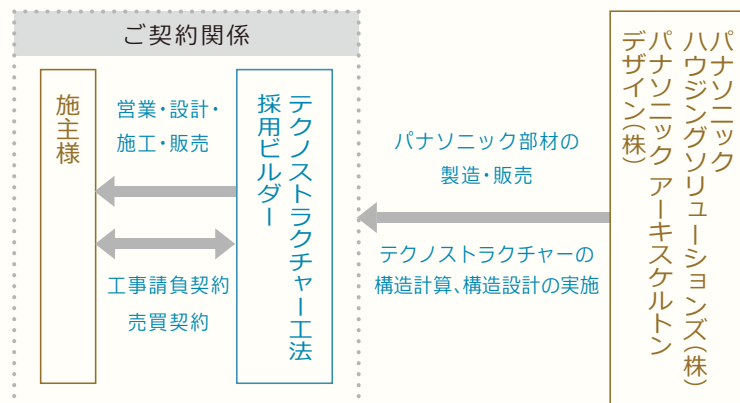 ご契約関係
施主様
営業・設計・
施工・販売
工事請負契約
売買契約
テクノストラクチャー工法
採用ビルダー
パナソニック部材の
製造・販売
テクノストラクチャーの
構造計算、構造設計の実施
パナソニック
ハウジングソリューションズ(株)
パナソニック アーキスケルトン
デザイン(株)